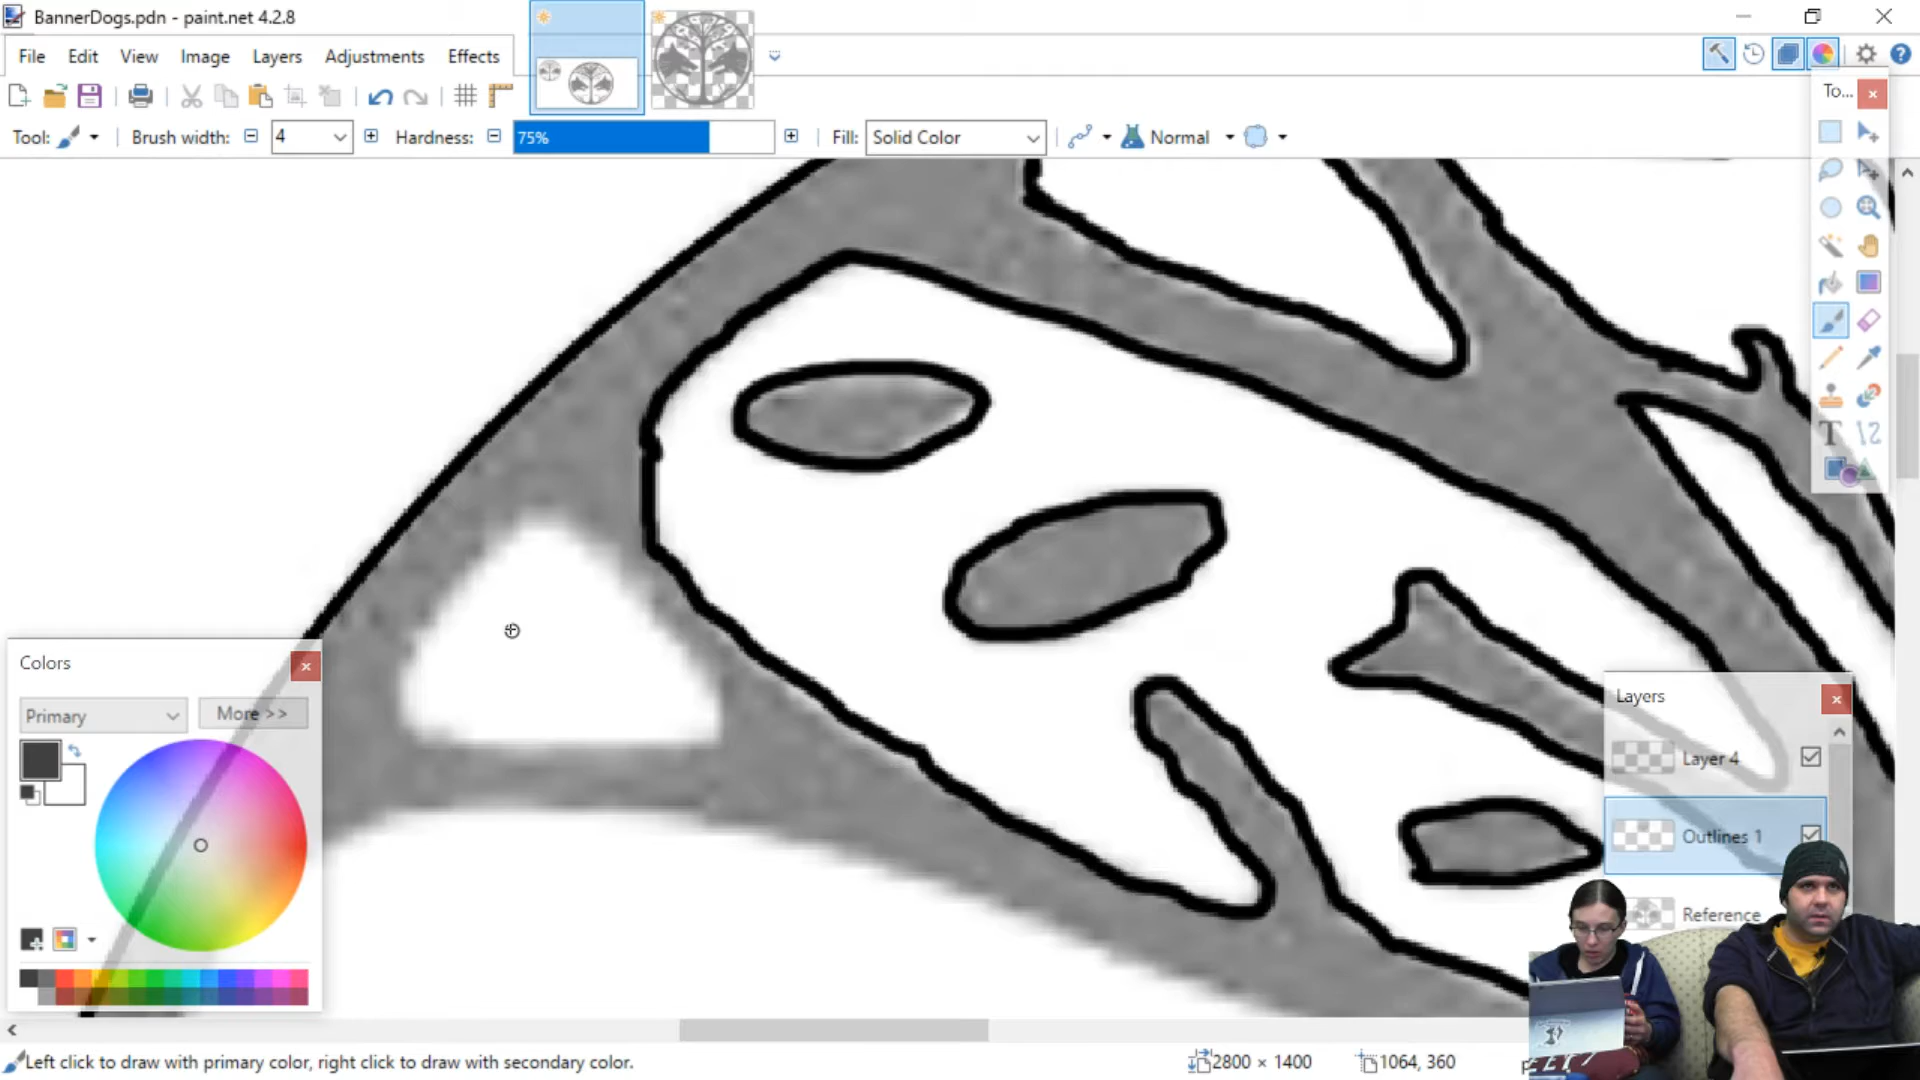 BannerDogs.pdn - paint.net 4.2.8
File Edit View Image Layers Adjustments Effects
Tool: Brush width: 4 Hardness: 75% Fill: Solid Color Normal
To...
T
Colors
Primary More >>
Layers
Layer 4
Outlines 1
Reference
Left click to draw with primary color, right click to draw with secondary color. 2800 × 1400 1064, 360